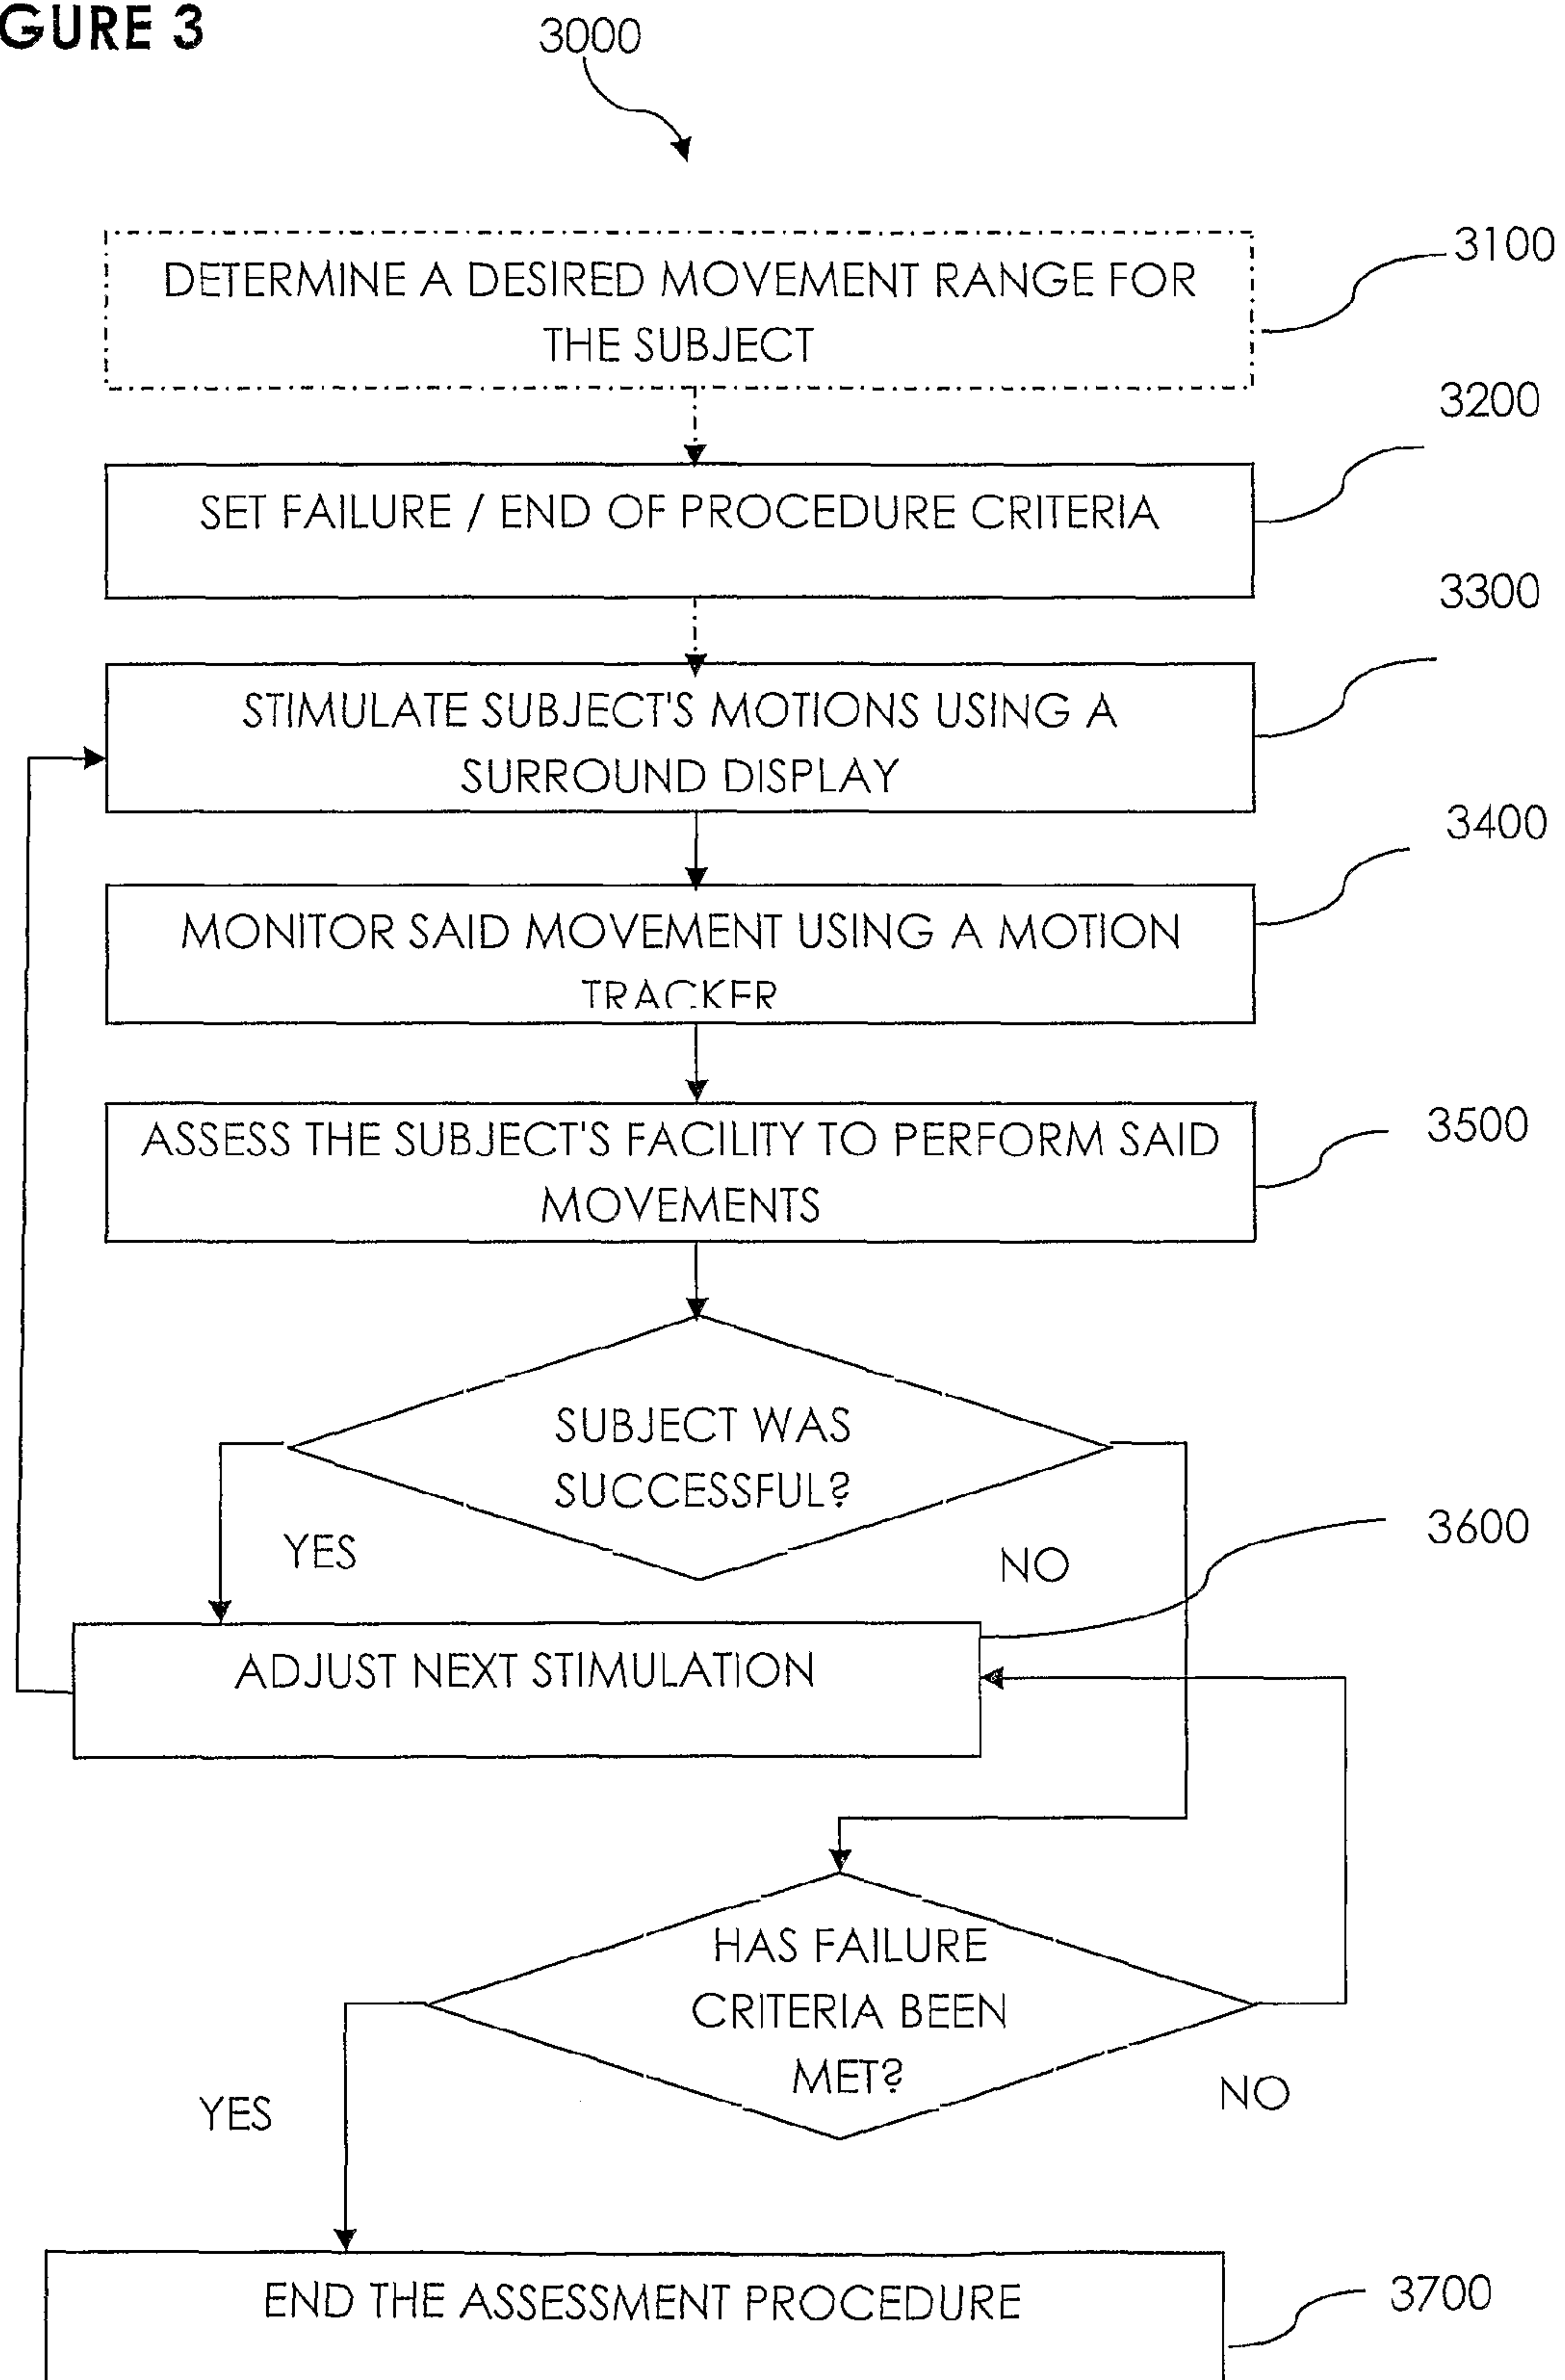 GURE 3
3000
3100
DETERMINE A DESIRED MOVEMENT RANGE FOR
THE SUBJECT
3200
SET FAILURE / END OF PROCEDURE CRITERIA
3300
STIMULATE SUBJECT'S MOTIONS USING A
SURROUND DISPLAY
3400
MONITOR SAID MOVEMENT USING A MOTION
TRACKER
3500
ASSESS THE SUBJECT'S FACILITY TO PERFORM SAID
MOVEMENTS
SUBJECT WAS
SUCCESSFUL?
YES
NO
3600
ADJUST NEXT STIMULATION
HAS FAILURE
CRITERIA BEEN
MET?
YES
NO
END THE ASSESSMENT PROCEDURE
3700